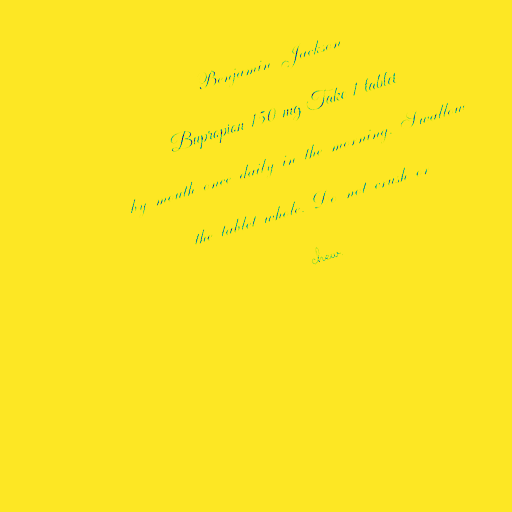 Benjamin Jackson
Bupropion 150 mg Take 1 tablet
by mouth once daily in the morning. Swallow
the tablet whole. Do not crush or
chew